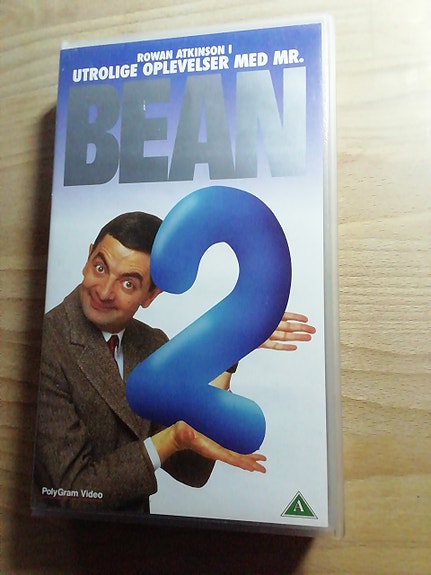 ROWAN ATKINSON I
UTROLIGE OPLEVELSER MED MR.
BEAN
2
PolyGram Video
A